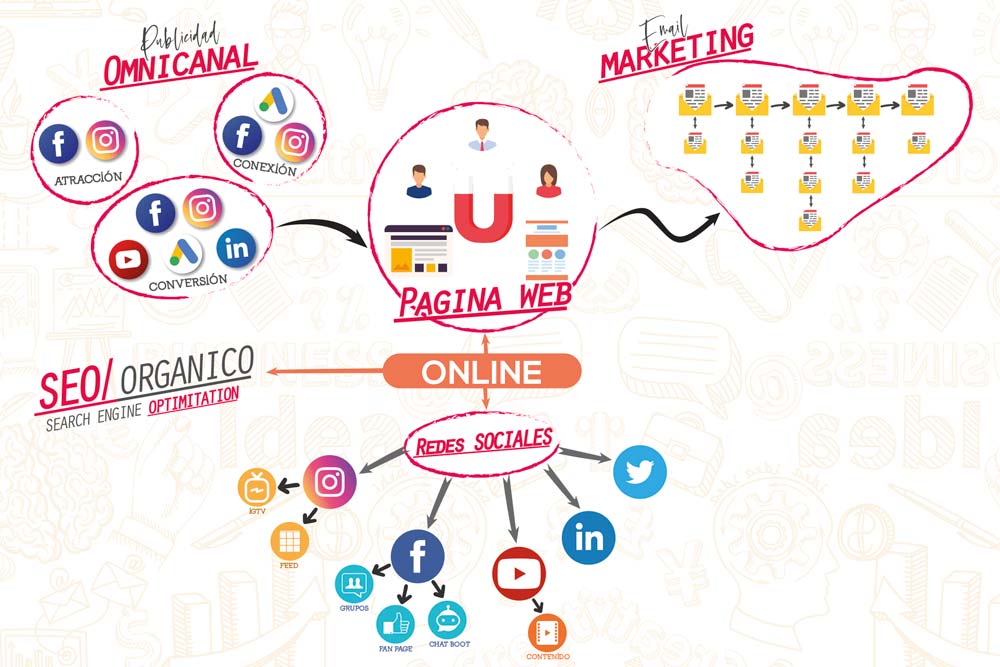 Publicidad
OMNICANAL
Email
MARKETING
ATRACCIÓN
CONEXIÓN
CONVERSIÓN
PAGINA WEB
SEO/ORGANICO
SEARCH ENGINE OPTIMITATION
ONLINE
REDES SOCIALES
IGTV
FEED
GRUPOS
FAN PAGE
CHAT BOOT
CONTENIDO